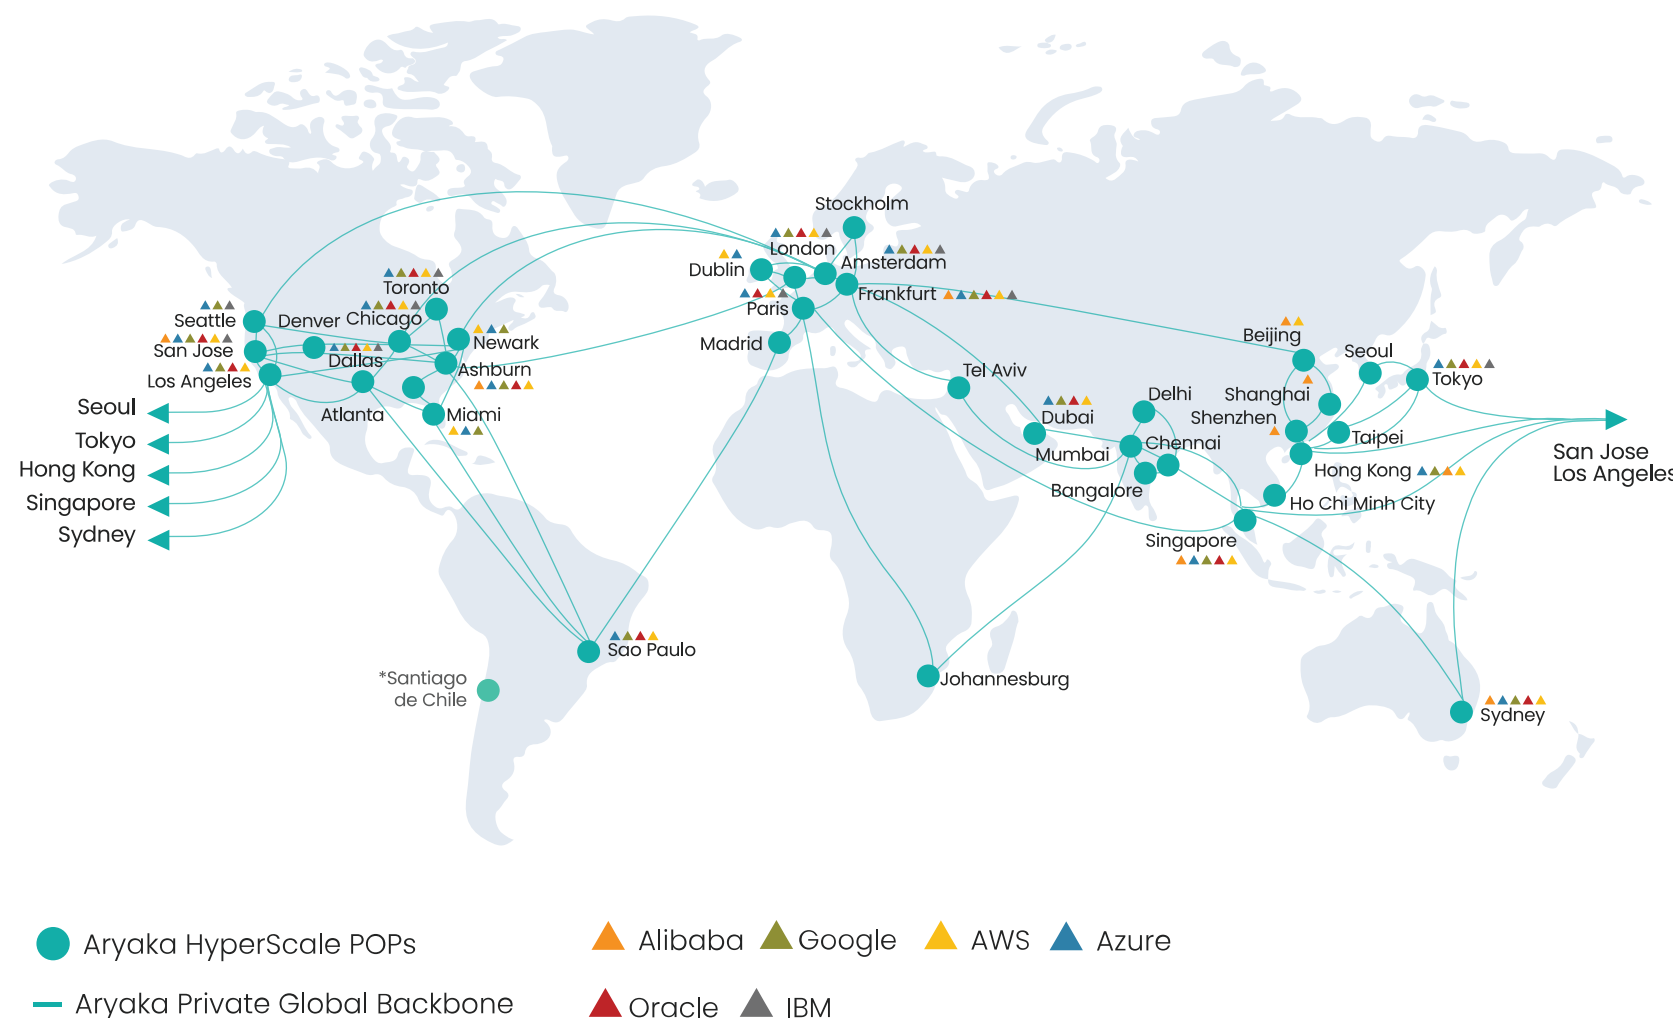 Stockholm
London
Dublin
Amsterdam
Frankfurt
Paris
Madrid
Toronto
Seattle
Denver
Chicago
San Jose
Newark
Dallas
Los Angeles
Ashburn
Atlanta
Miami
Seoul
Tokyo
Hong Kong
Singapore
Sydney
Beijing
Seoul
Tokyo
Tel Aviv
Delhi
Shanghai
Dubai
Shenzhen
Taipei
Mumbai
Chennai
Hong Kong
Bangalore
Ho Chi Minh City
Singapore
San Jose
Los Angeles
Sao Paulo
*Santiago
de Chile
Johannesburg
Sydney
Aryaka HyperScale POPs
Alibaba
Google
AWS
Azure
Aryaka Private Global Backbone
Oracle
IBM